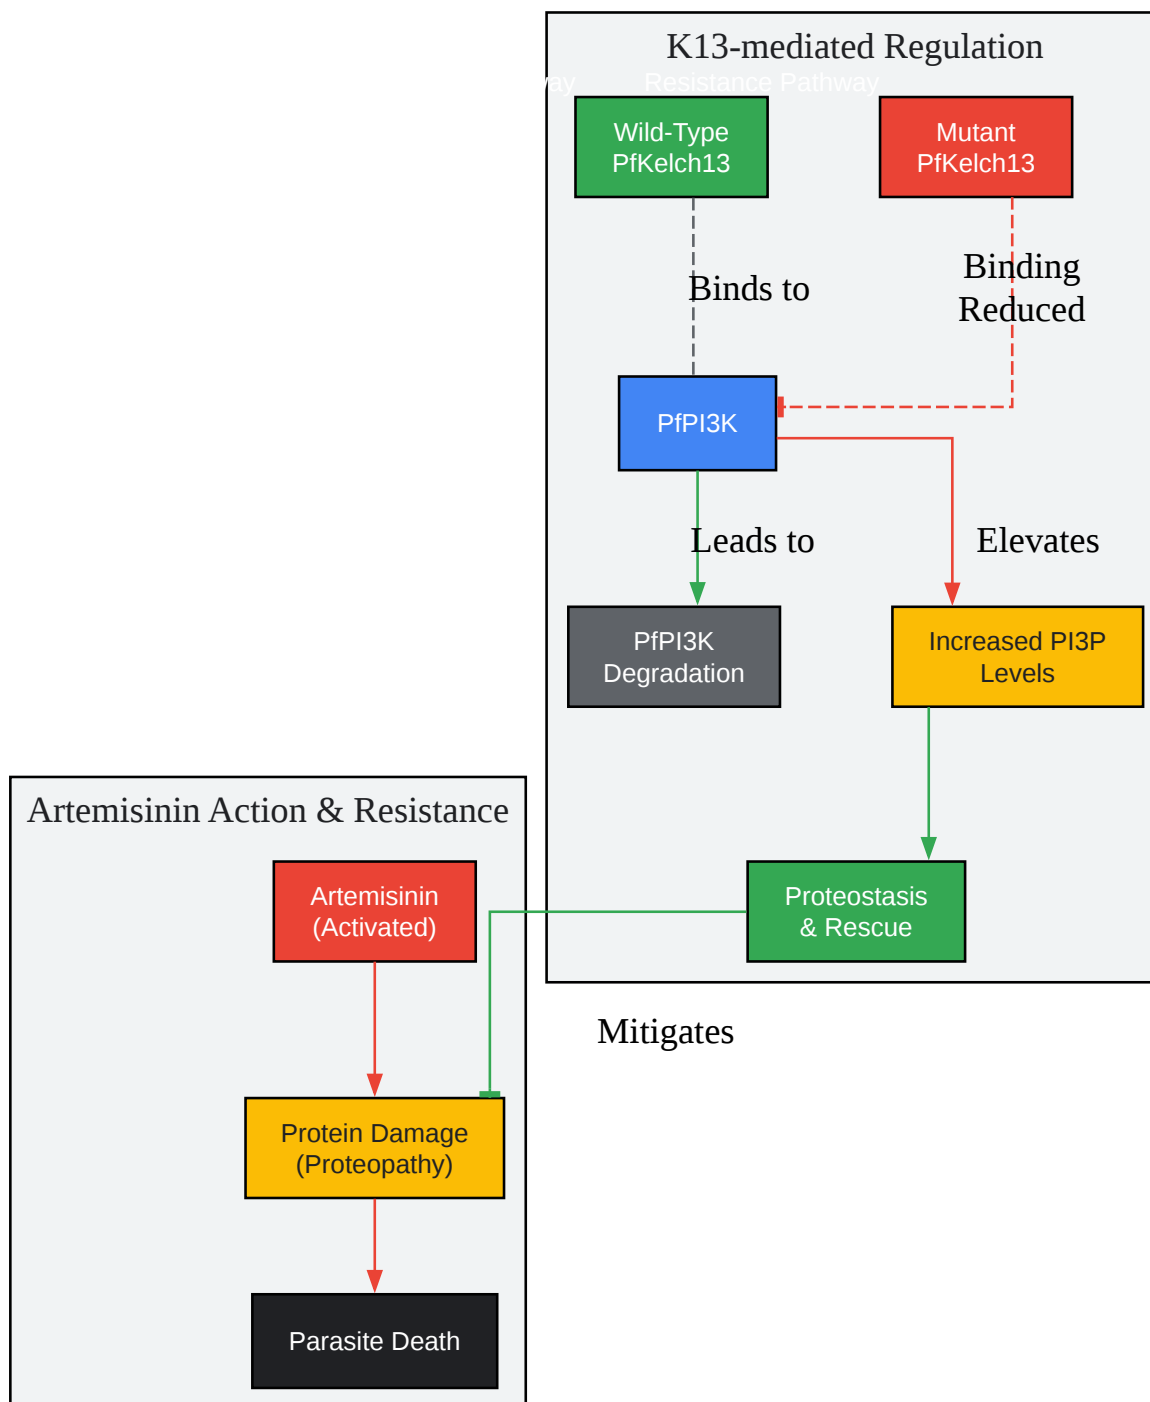 K13-mediated Regulation
way
Resistance Pathway
Wild-Type
PfKelch13
Mutant
PfKelch13
Binds to
Binding
Reduced
PfPI3K
Leads to
Elevates
PfPI3K
Degradation
Increased PI3P
Levels
Artemisinin Action & Resistance
Artemisinin
(Activated)
Proteostasis
& Rescue
Mitigates
Protein Damage
(Proteopathy)
Parasite Death